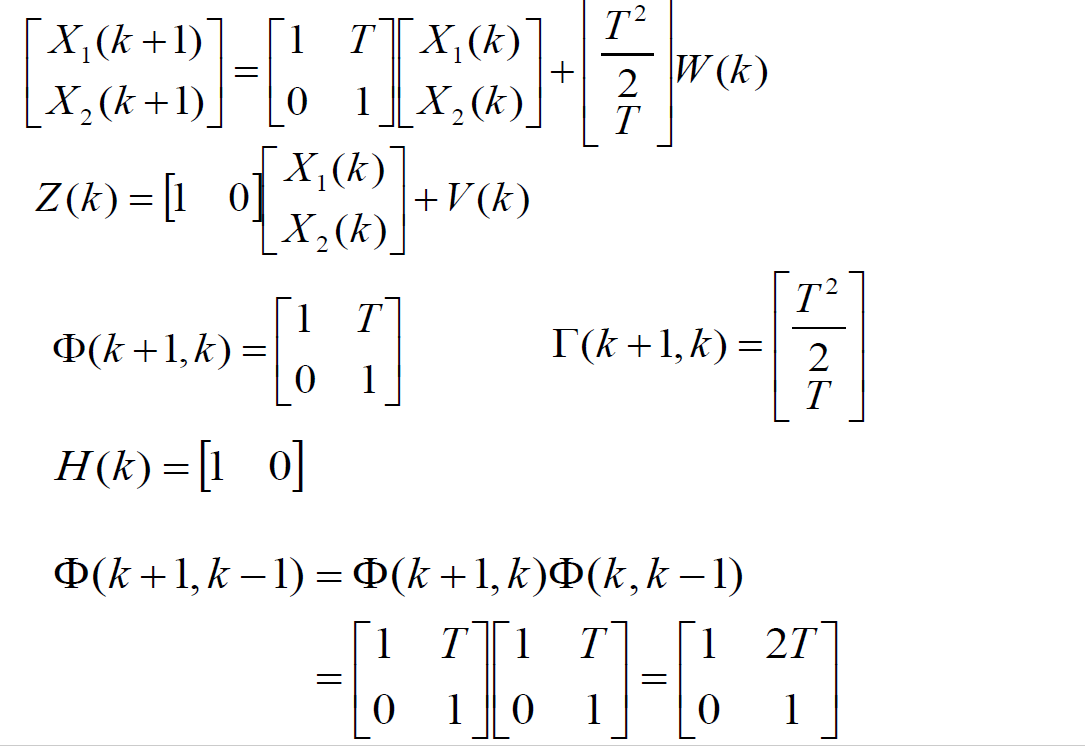 [X₁(k+1) X₂(k+1)] = [1 T 0 1][X₁(k) X₂(k)] + [T²/2 T]W(k)
Z(k) = [1 0][X₁(k) X₂(k)] + V(k)
Φ(k+1,k) = [1 T 0 1] Γ(k+1,k) = [T²/2 T]
H(k) = [1 0]
Φ(k+1,k−1) = Φ(k+1,k)Φ(k,k−1)
= [1 T 0 1][1 T 0 1] = [1 2T 0 1]